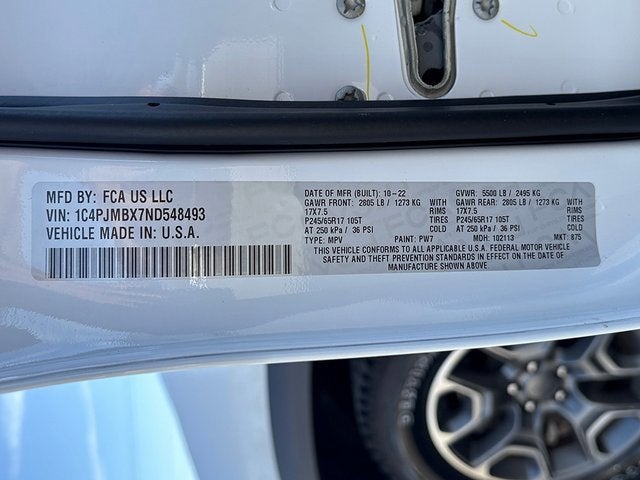 MFD BY: FCA US LLC
VIN: 1C4PJMBX7ND548493
VEHICLE MADE IN: U.S.A.
DATE OF MFR (BUILT): 10-22 GVWR: 5500 LB / 2495 KG
GAWR FRONT: 2805 LB / 1273 KG WITH GAWR REAR: 2805 LB / 1273 KG WITH
17X7.5 RIMS 17X7.5 RIMS
P245/65R17 105T TIRES P245/65R17 105T TIRES
AT 250 kPa / 36 PSI COLD AT 250 kPa / 36 PSI COLD
TYPE: MPV PAINT: PW7 MDH: 102113 MKT: 875
THIS VEHICLE CONFORMS TO ALL APPLICABLE U.S.A. FEDERAL MOTOR VEHICLE
SAFETY AND THEFT PREVENTION STANDARDS IN EFFECT ON THE DATE OF
MANUFACTURE SHOWN ABOVE.